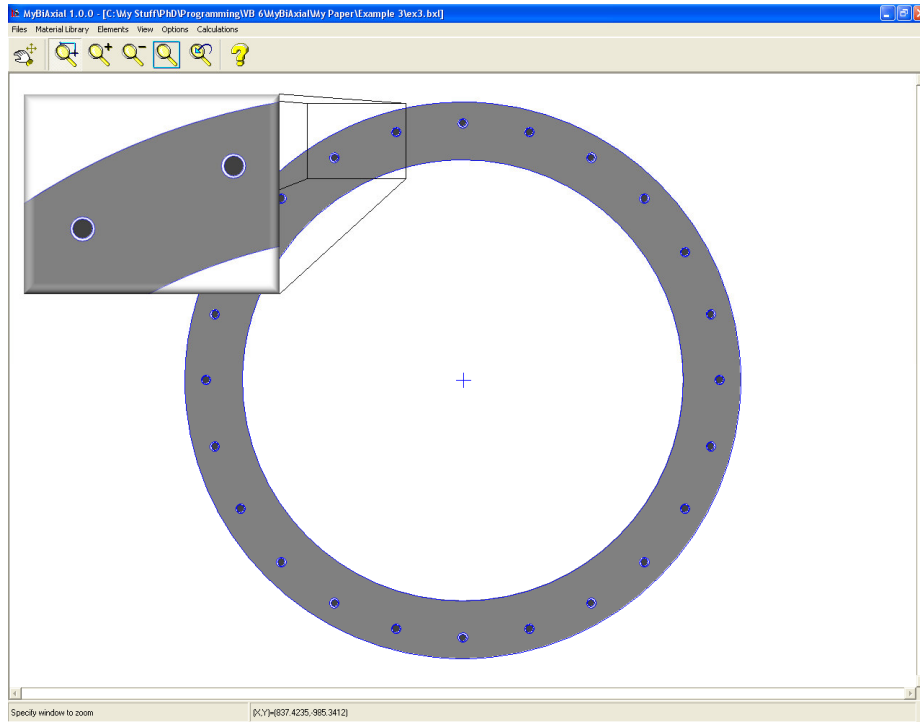 MyBiAxial 1.0.0 - [C:\My Stuff\PhD\Programming\VB 6\MyBiAxial\My Paper\Example 3\ex3.bxl]
Files Material Library Elements View Options Calculations
Specify window to zoom (X,Y)=(837.4235,-985.3412)